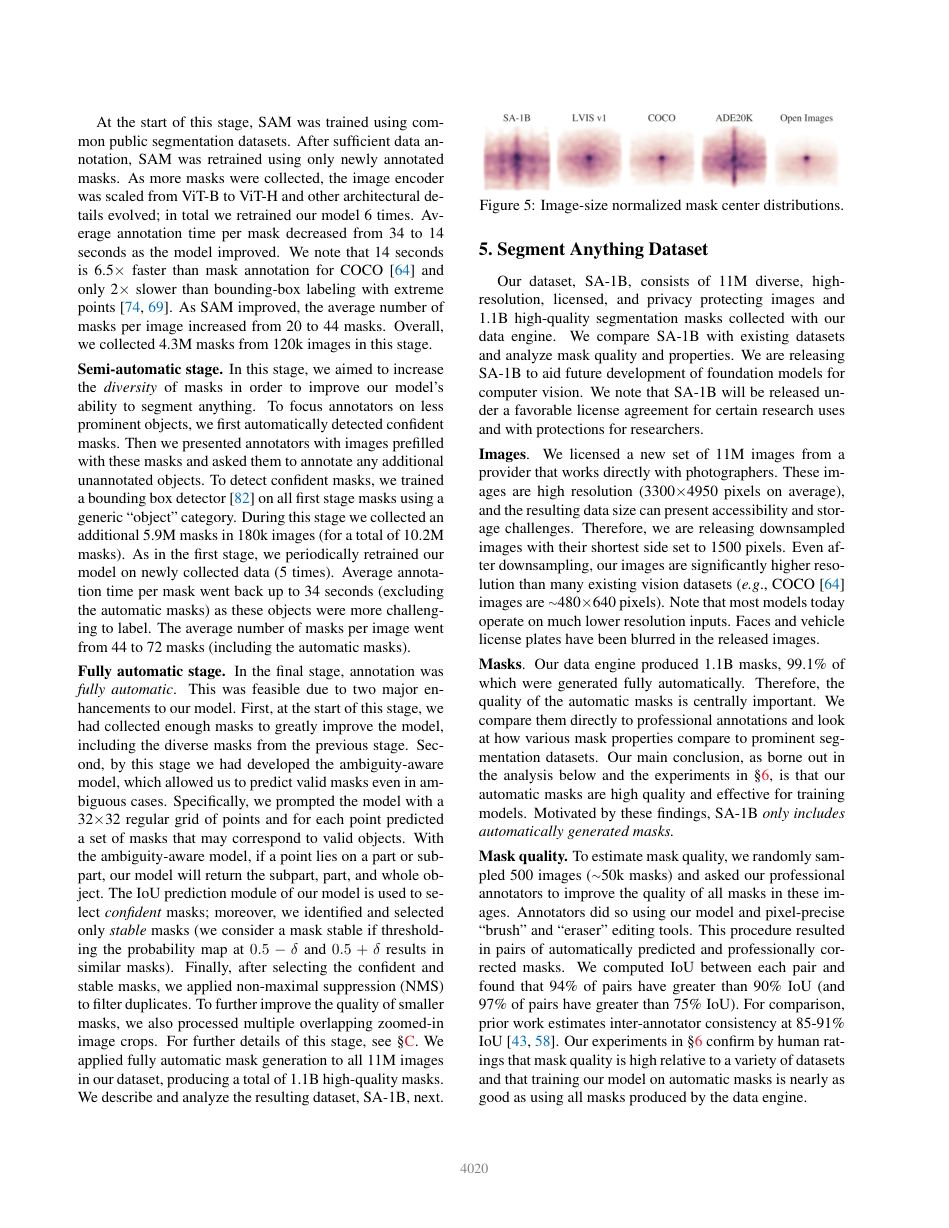 At the start of this stage, SAM was trained using com-
mon public segmentation datasets. After sufficient data an-
notation, SAM was retrained using only newly annotated
masks. As more masks were collected, the image encoder
was scaled from ViT-B to ViT-H and other architectural de-
tails evolved; in total we retrained our model 6 times. Av-
erage annotation time per mask decreased from 34 to 14
seconds as the model improved. We note that 14 seconds
is 6.5× faster than mask annotation for COCO [64] and
only 2× slower than bounding-box labeling with extreme
points [74, 69]. As SAM improved, the average number of
masks per image increased from 20 to 44 masks. Overall,
we collected 4.3M masks from 120k images in this stage.
Semi-automatic stage. In this stage, we aimed to increase
the diversity of masks in order to improve our model's
ability to segment anything. To focus annotators on less
prominent objects, we first automatically detected confident
masks. Then we presented annotators with images prefilled
with these masks and asked them to annotate any additional
unannotated objects. To detect confident masks, we trained
a bounding box detector [82] on all first stage masks using a
generic “object” category. During this stage we collected an
additional 5.9M masks in 180k images (for a total of 10.2M
masks). As in the first stage, we periodically retrained our
model on newly collected data (5 times). Average annota-
tion time per mask went back up to 34 seconds (excluding
the automatic masks) as these objects were more challeng-
ing to label. The average number of masks per image went
from 44 to 72 masks (including the automatic masks).
Fully automatic stage. In the final stage, annotation was
fully automatic. This was feasible due to two major en-
hancements to our model. First, at the start of this stage, we
had collected enough masks to greatly improve the model,
including the diverse masks from the previous stage. Sec-
ond, by this stage we had developed the ambiguity-aware
model, which allowed us to predict valid masks even in am-
biguous cases. Specifically, we prompted the model with a
32×32 regular grid of points and for each point predicted
a set of masks that may correspond to valid objects. With
the ambiguity-aware model, if a point lies on a part or sub-
part, our model will return the subpart, part, and whole ob-
ject. The IoU prediction module of our model is used to se-
lect confident masks; moreover, we identified and selected
only stable masks (we consider a mask stable if threshold-
ing the probability map at 0.5 − δ and 0.5 + δ results in
similar masks). Finally, after selecting the confident and
stable masks, we applied non-maximal suppression (NMS)
to filter duplicates. To further improve the quality of smaller
masks, we also processed multiple overlapping zoomed-in
image crops. For further details of this stage, see §C. We
applied fully automatic mask generation to all 11M images
in our dataset, producing a total of 1.1B high-quality masks.
We describe and analyze the resulting dataset, SA-1B, next.
SA-1B LVIS v1 COCO ADE20K Open Images
Figure 5: Image-size normalized mask center distributions.
5. Segment Anything Dataset
Our dataset, SA-1B, consists of 11M diverse, high-
resolution, licensed, and privacy protecting images and
1.1B high-quality segmentation masks collected with our
data engine. We compare SA-1B with existing datasets
and analyze mask quality and properties. We are releasing
SA-1B to aid future development of foundation models for
computer vision. We note that SA-1B will be released un-
der a favorable license agreement for certain research uses
and with protections for researchers.
Images. We licensed a new set of 11M images from a
provider that works directly with photographers. These im-
ages are high resolution (3300×4950 pixels on average),
and the resulting data size can present accessibility and stor-
age challenges. Therefore, we are releasing downsampled
images with their shortest side set to 1500 pixels. Even af-
ter downsampling, our images are significantly higher reso-
lution than many existing vision datasets (e.g., COCO [64]
images are ~480×640 pixels). Note that most models today
operate on much lower resolution inputs. Faces and vehicle
license plates have been blurred in the released images.
Masks. Our data engine produced 1.1B masks, 99.1% of
which were generated fully automatically. Therefore, the
quality of the automatic masks is centrally important. We
compare them directly to professional annotations and look
at how various mask properties compare to prominent seg-
mentation datasets. Our main conclusion, as borne out in
the analysis below and the experiments in §6, is that our
automatic masks are high quality and effective for training
models. Motivated by these findings, SA-1B only includes
automatically generated masks.
Mask quality. To estimate mask quality, we randomly sam-
pled 500 images (~50k masks) and asked our professional
annotators to improve the quality of all masks in these im-
ages. Annotators did so using our model and pixel-precise
“brush” and “eraser” editing tools. This procedure resulted
in pairs of automatically predicted and professionally cor-
rected masks. We computed IoU between each pair and
found that 94% of pairs have greater than 90% IoU (and
97% of pairs have greater than 75% IoU). For comparison,
prior work estimates inter-annotator consistency at 85-91%
IoU [43, 58]. Our experiments in §6 confirm by human rat-
ings that mask quality is high relative to a variety of datasets
and that training our model on automatic masks is nearly as
good as using all masks produced by the data engine.
4020